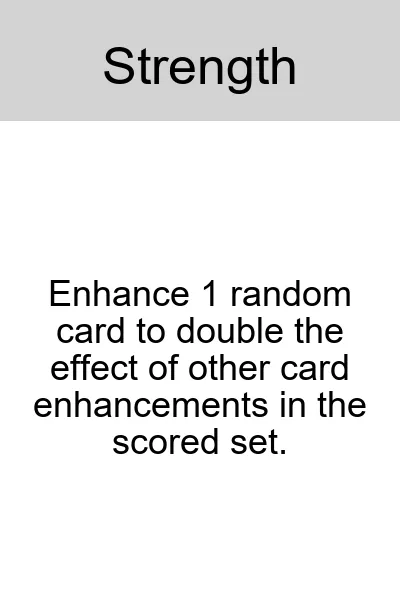 Strength
Enhance 1 random
card to double the
effect of other card
enhancements in the
scored set.